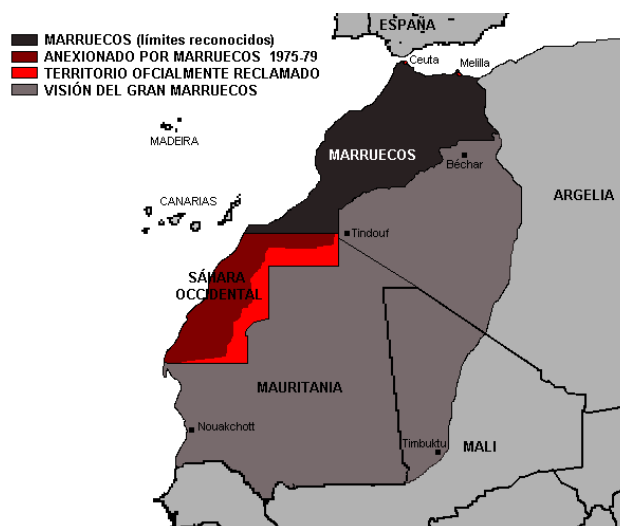 MARRUECOS (límites reconocidos)
ANEXIONADO POR MARRUECOS 1975-79
TERRITORIO OFCIALMENTE RECLAMADO
VISIÓN DEL GRAN MARRUECOS
ESPAÑA
Ceuta
Melilla
MADEIRA
MARRUECOS
Béchar
ARGELIA
CANARIAS
Tindouf
SÁHARA
OCCIDENTAL
MAURITANIA
Nouakchott
Timbuktu
MALI